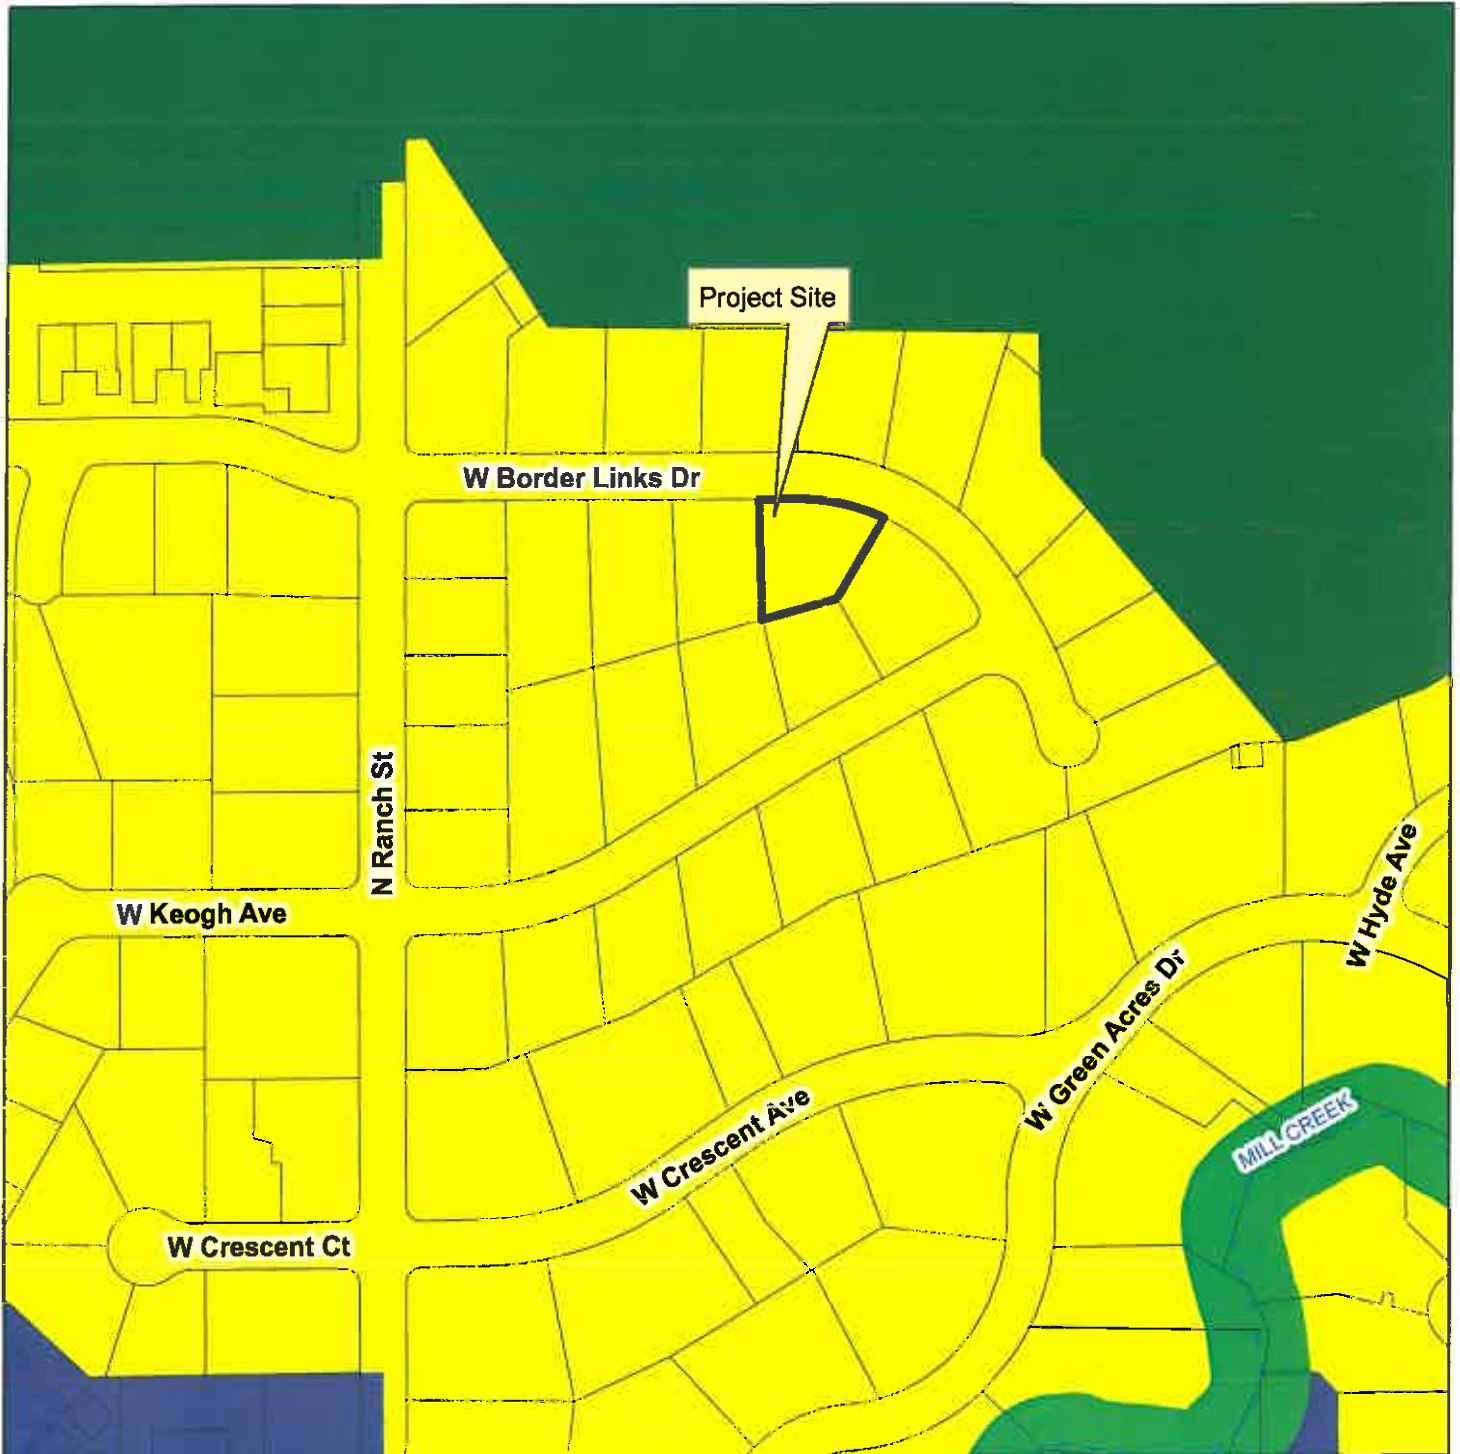 Project Site
W Border Links Dr
N Ranch St
W Keogh Ave
W Hyde Ave
W Green Acres Dr
W Crescent Ave
MILL CREEK
W Crescent Ct